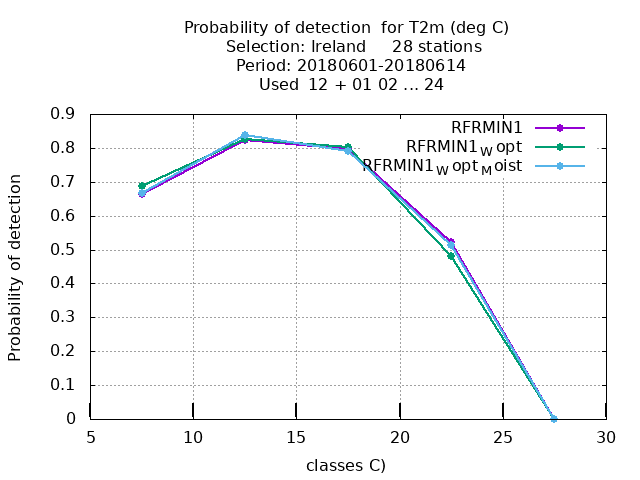 Probability of detection  for T2m (deg C)
Selection: Ireland     28 stations
Period: 20180601-20180614
Used  12 + 01 02 ... 24
RFRMIN1
RFRMIN1Wopt
RFRMIN1WoptMoist
Probability of detection
0.9
0.8
0.7
0.6
0.5
0.4
0.3
0.2
0.1
0
5 10 15 20 25 30
classes C)